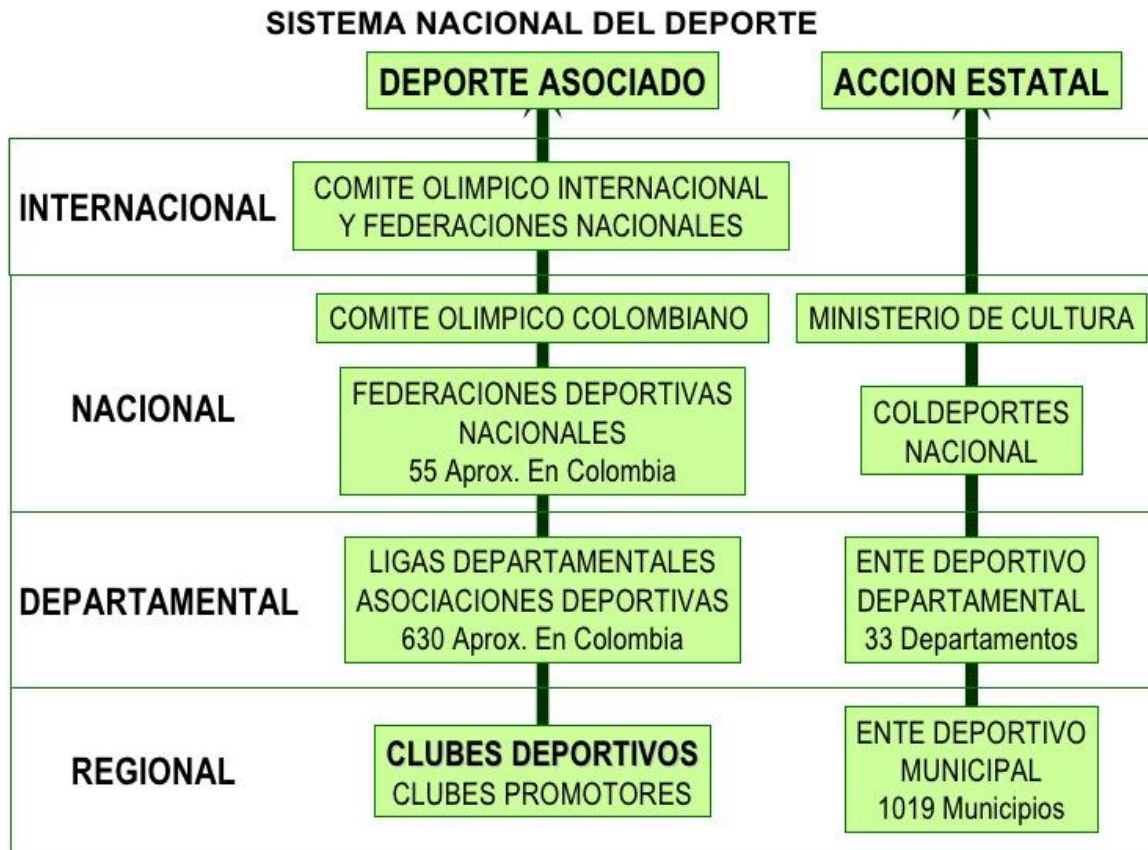 SISTEMA NACIONAL DEL DEPORTE
DEPORTE ASOCIADO
ACCION ESTATAL
INTERNACIONAL
COMITE OLIMPICO INTERNACIONAL
Y FEDERACIONES NACIONALES
NACIONAL
COMITE OLIMPICO COLOMBIANO
MINISTERIO DE CULTURA
FEDERACIONES DEPORTIVAS
NACIONALES
55 Aprox. En Colombia
COLDEPORTES
NACIONAL
DEPARTAMENTAL
LIGAS DEPARTAMENTALES
ASOCIACIONES DEPORTIVAS
630 Aprox. En Colombia
ENTE DEPORTIVO
DEPARTAMENTAL
33 Departamentos
REGIONAL
CLUBES DEPORTIVOS
CLUBES PROMOTORES
ENTE DEPORTIVO
MUNICIPAL
1019 Municipios